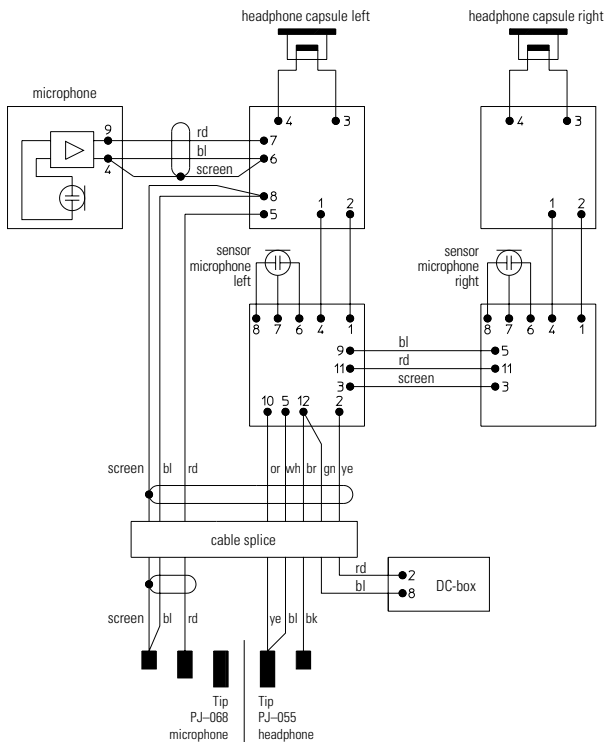 headphone capsule left
headphone capsule right
microphone
4 3
4 3
9
rd
7
bl
6
4
screen
8
5
1 2
1 2
sensor
microphone
left
sensor
microphone
right
8 7 6 4 1
8 7 6 4 1
9
bl
5
11
rd
11
3
screen
3
10 5 12 2
screen bl rd
or wh br gn ye
cable splice
rd
2
bl
8
DC-box
screen bl rd
ye bl bk
Tip
PJ–068
microphone
Tip
PJ–055
headphone